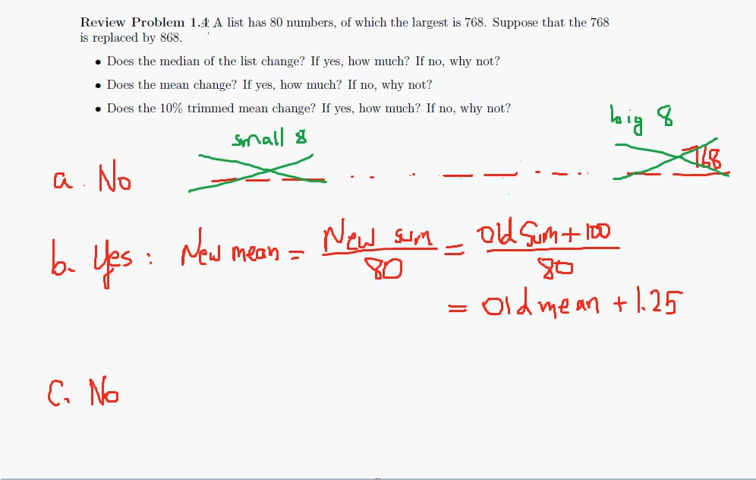 Review Problem 1.4: A list has 80 numbers, of which the largest is 768. Suppose that the 768
is replaced by 868.
• Does the median of the list change? If yes, how much? If no, why not?
• Does the mean change? If yes, how much? If no, why not?
• Does the 10% trimmed mean change? If yes, how much? If no, why not?
small 8
big 8
a. No
768
b. Yes: New mean = New sum / 80 = Old Sum + 100 / 80
= Old mean + 1.25
C. No